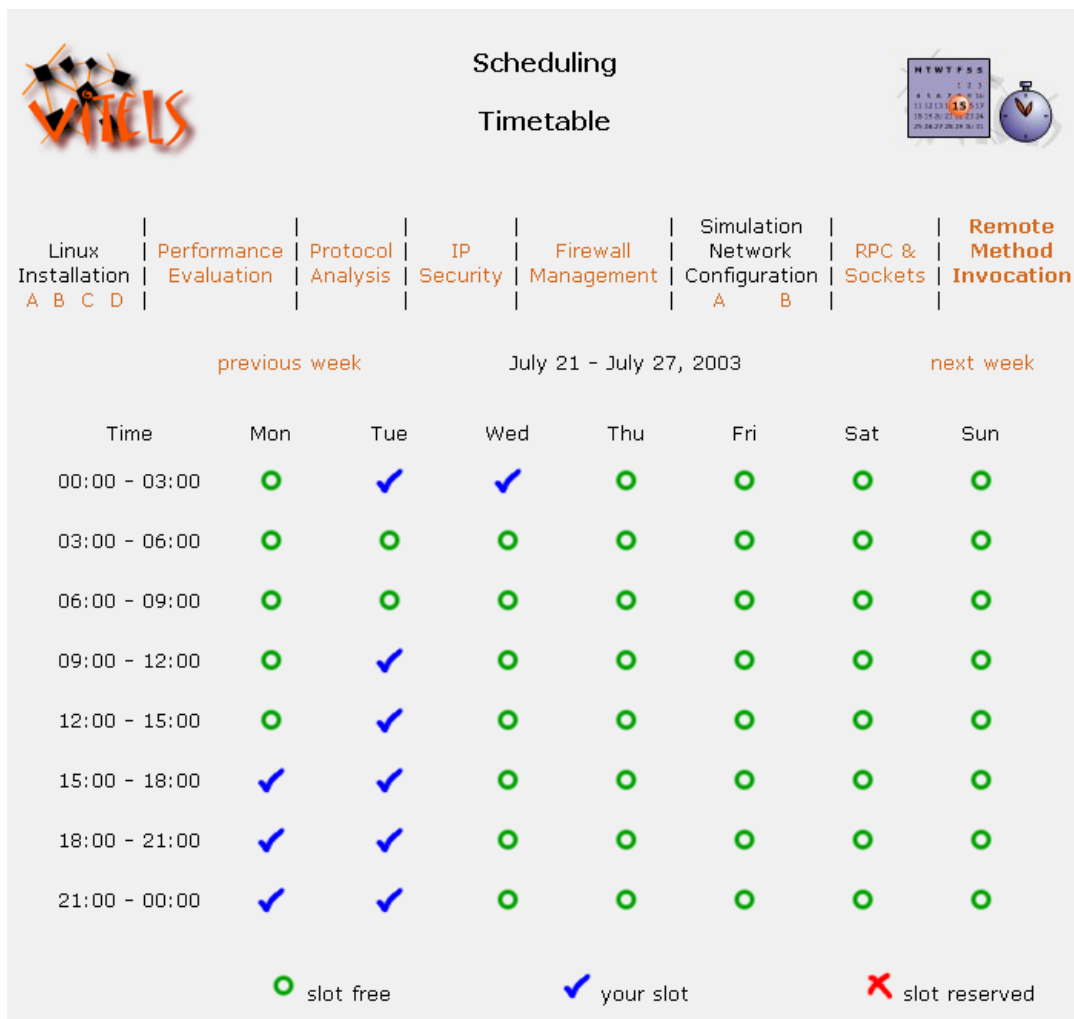 VITELS
Scheduling
Timetable
M T W T F S S
15
Linux Installation
A B C D
Performance Evaluation
Protocol Analysis
IP Security
Firewall Management
Simulation Network Configuration
A B
RPC & Sockets
Remote Method Invocation
previous week July 21 - July 27, 2003 next week
Time Mon Tue Wed Thu Fri Sat Sun
00:00 - 03:00
03:00 - 06:00
06:00 - 09:00
09:00 - 12:00
12:00 - 15:00
15:00 - 18:00
18:00 - 21:00
21:00 - 00:00
slot free your slot slot reserved